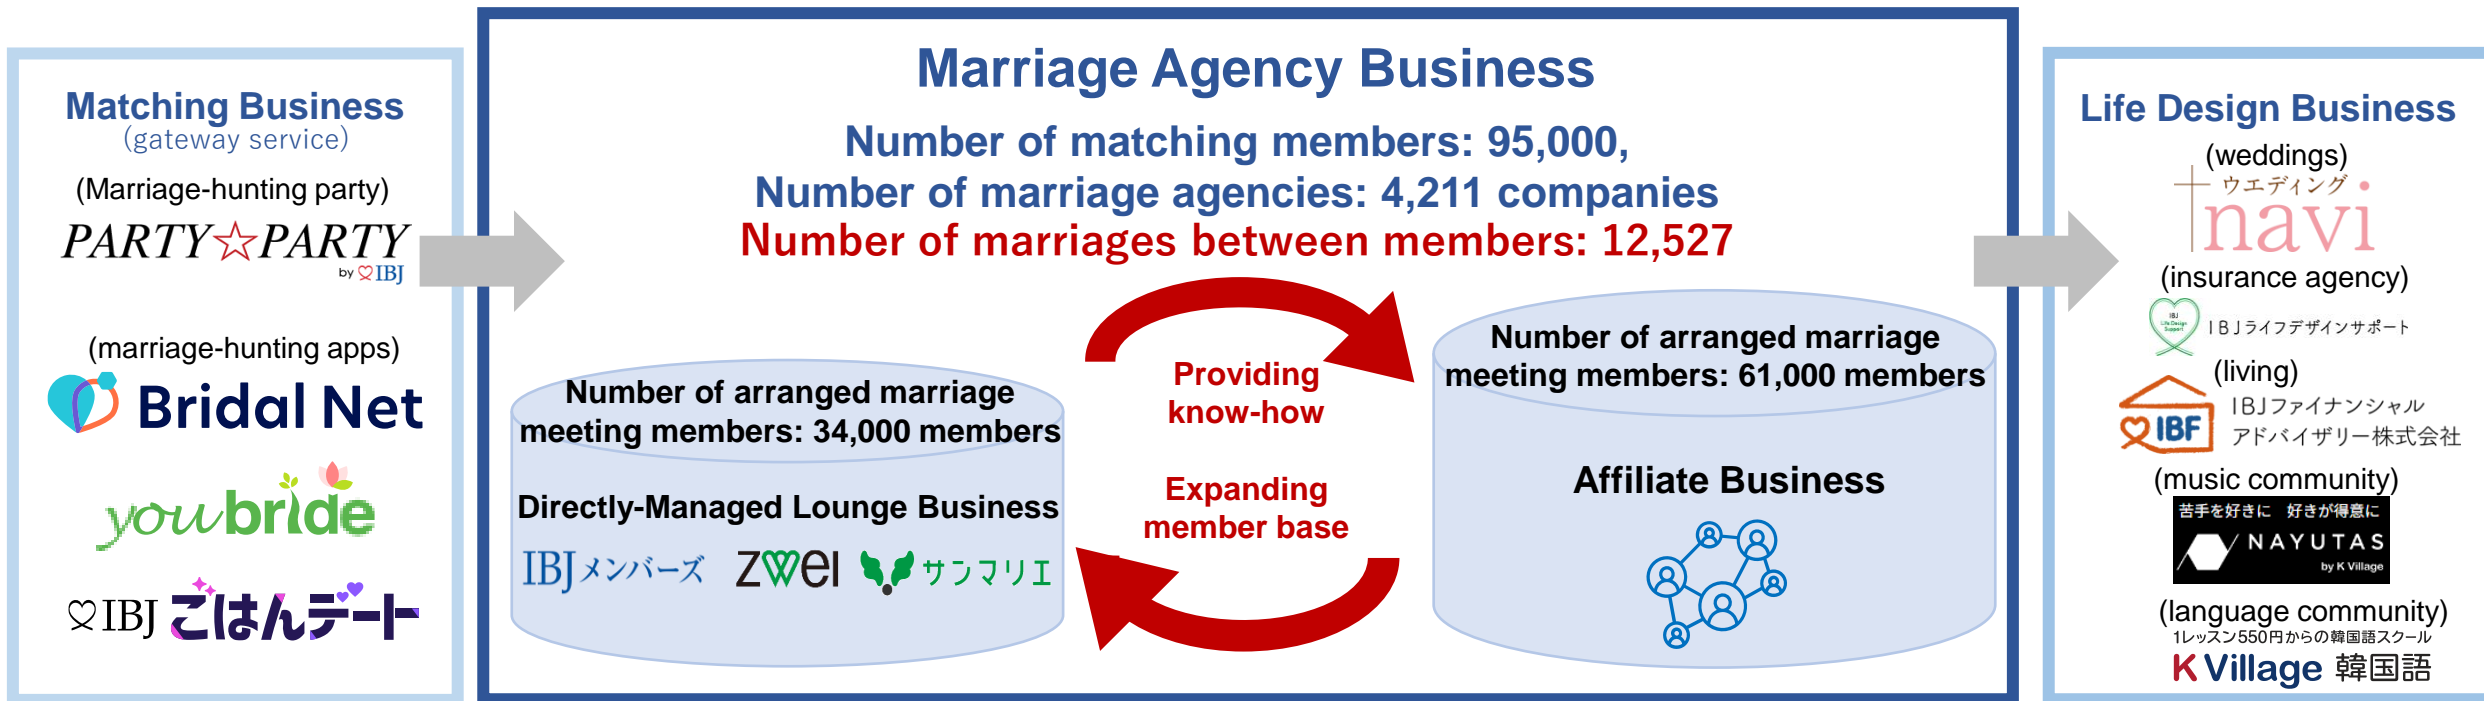 Matching Business
(gateway service)
(Marriage-hunting party)
PARTY☆PARTY
by IBJ
(marriage-hunting apps)
Bridal Net
youbride
IBJ ごはんデート
Marriage Agency Business
Number of matching members: 95,000,
Number of marriage agencies: 4,211 companies
Number of marriages between members: 12,527
Number of arranged marriage
meeting members: 34,000 members
Directly-Managed Lounge Business
IBJメンバーズ
ZWEI
サンマリエ
Providing
know-how
Expanding
member base
Number of arranged marriage
meeting members: 61,000 members
Affiliate Business
Life Design Business
(weddings)
ウエディング
navi
(insurance agency)
IBJ
Life Design
Support
IBJライフデザインサポート
(living)
IBF
IBJファイナンシャル
アドバイザリー株式会社
(music community)
苦手を好きに 好きが得意に
NAYUTAS
by K Village
(language community)
1レッスン550円からの韓国語スクール
K Village 韓国語